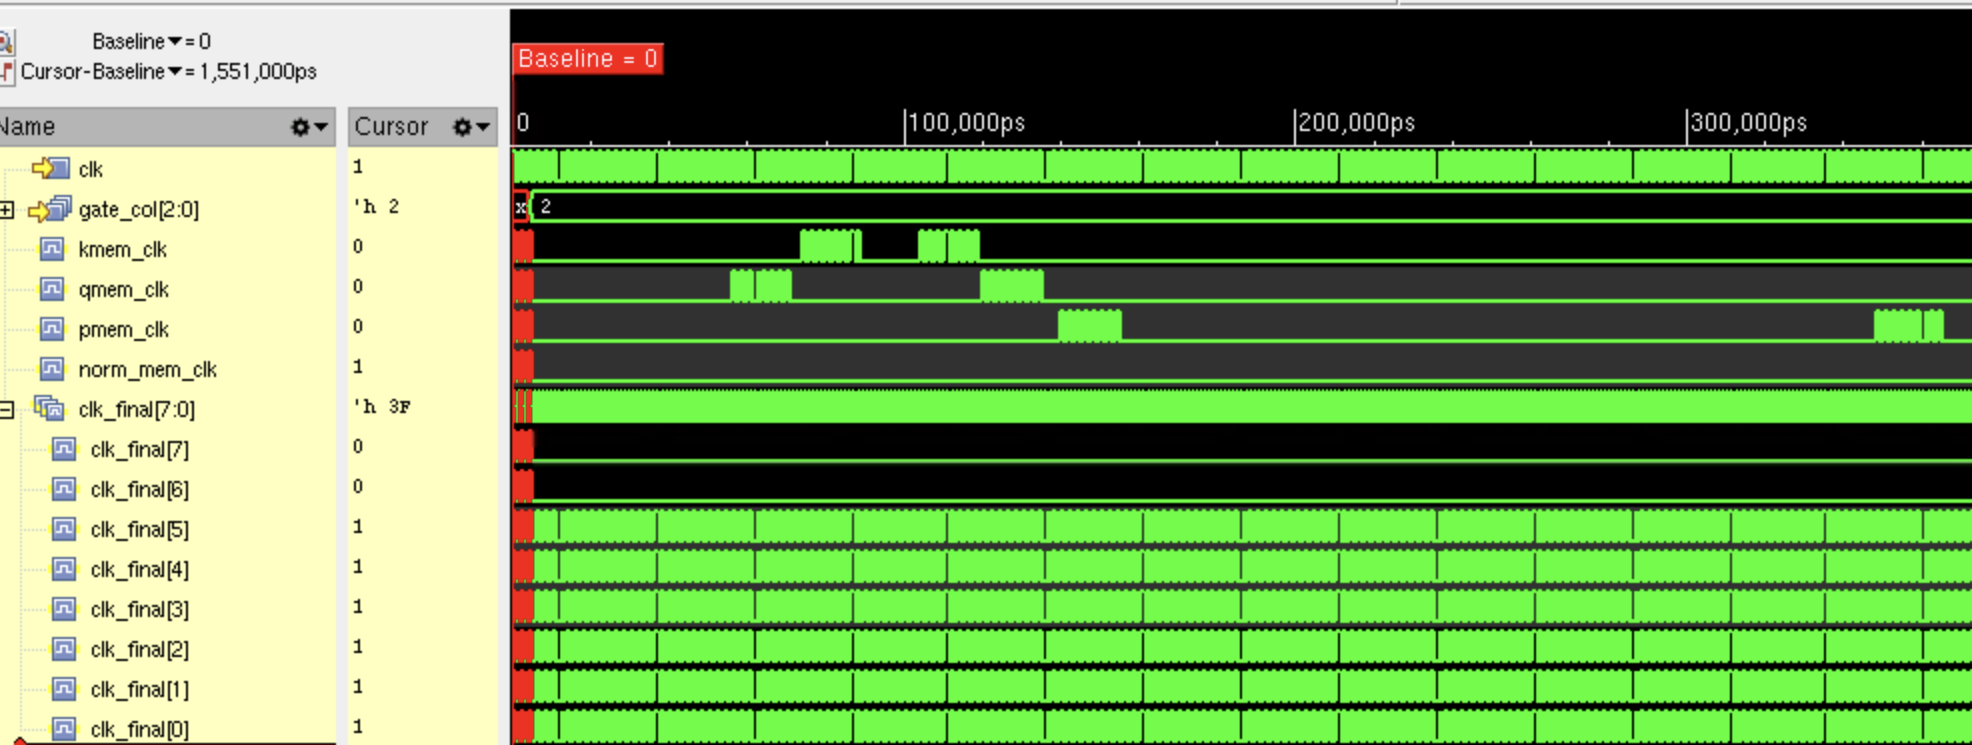 Baseline▼= 0
Cursor-Baseline▼= 1,551,000ps
Baseline = 0
Name
Cursor
0
100,000ps
200,000ps
300,000ps
clk
1
gate_col[2:0]
'h 2
x
2
kmem_clk
0
qmem_clk
0
pmem_clk
0
norm_mem_clk
1
clk_final[7:0]
'h 3F
clk_final[7]
0
clk_final[6]
0
clk_final[5]
1
clk_final[4]
1
clk_final[3]
1
clk_final[2]
1
clk_final[1]
1
clk_final[0]
1